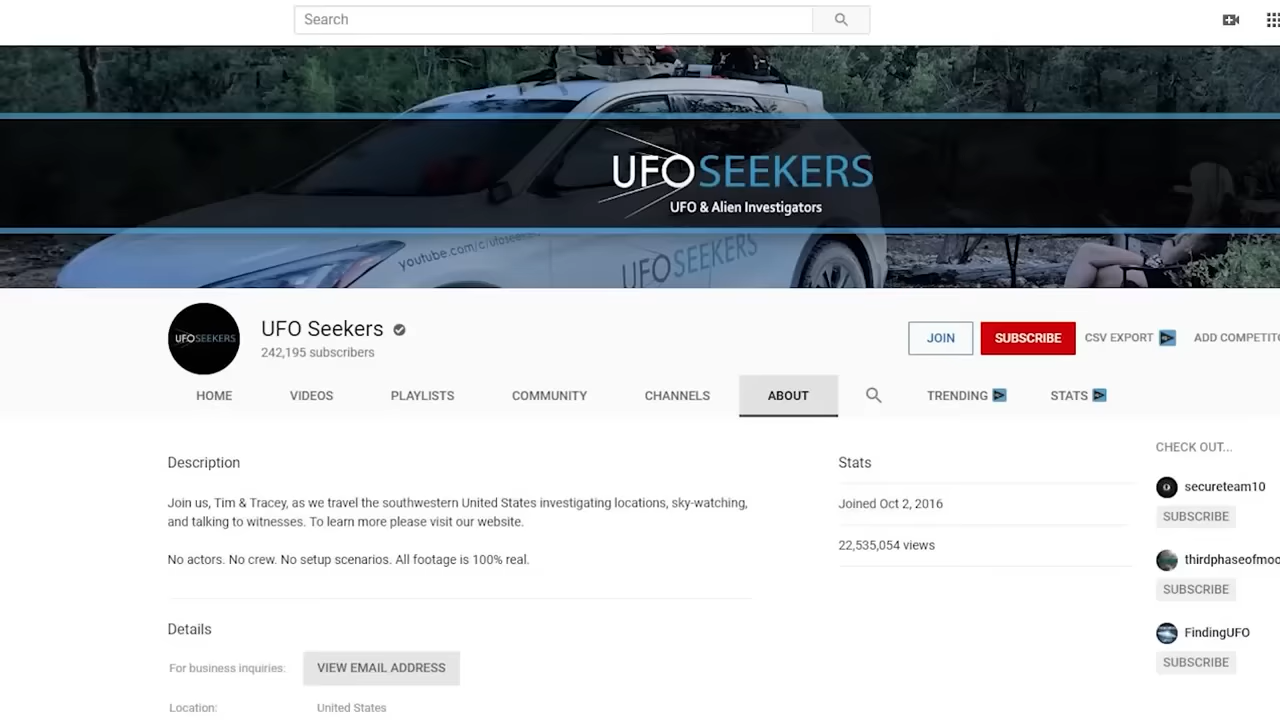 Search
UFOSEEKERS
UFO & Alien Investigators
youtube.com/c/ufoseekers
UFOSEEKERS
UFOSEEKERS
UFO Seekers
242,195 subscribers
JOIN
SUBSCRIBE
CSV EXPORT
ADD COMPETITO
HOME
VIDEOS
PLAYLISTS
COMMUNITY
CHANNELS
ABOUT
TRENDING
STATS
Description
Join us, Tim & Tracey, as we travel the southwestern United States investigating locations, sky-watching,
and talking to witnesses. To learn more please visit our website.
No actors. No crew. No setup scenarios. All footage is 100% real.
Details
For business inquiries:
VIEW EMAIL ADDRESS
Location:
United States
Stats
Joined Oct 2, 2016
22,535,054 views
CHECK OUT...
secureteam10
SUBSCRIBE
thirdphaseofmoo
SUBSCRIBE
FindingUFO
SUBSCRIBE